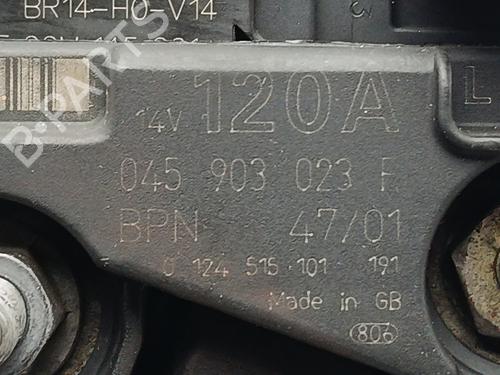 BR14-H0-V14
14V 120A
L
045 903 023 F
BPN 47/01
0 124 515 101 191
Made in GB
806
B-PARTS